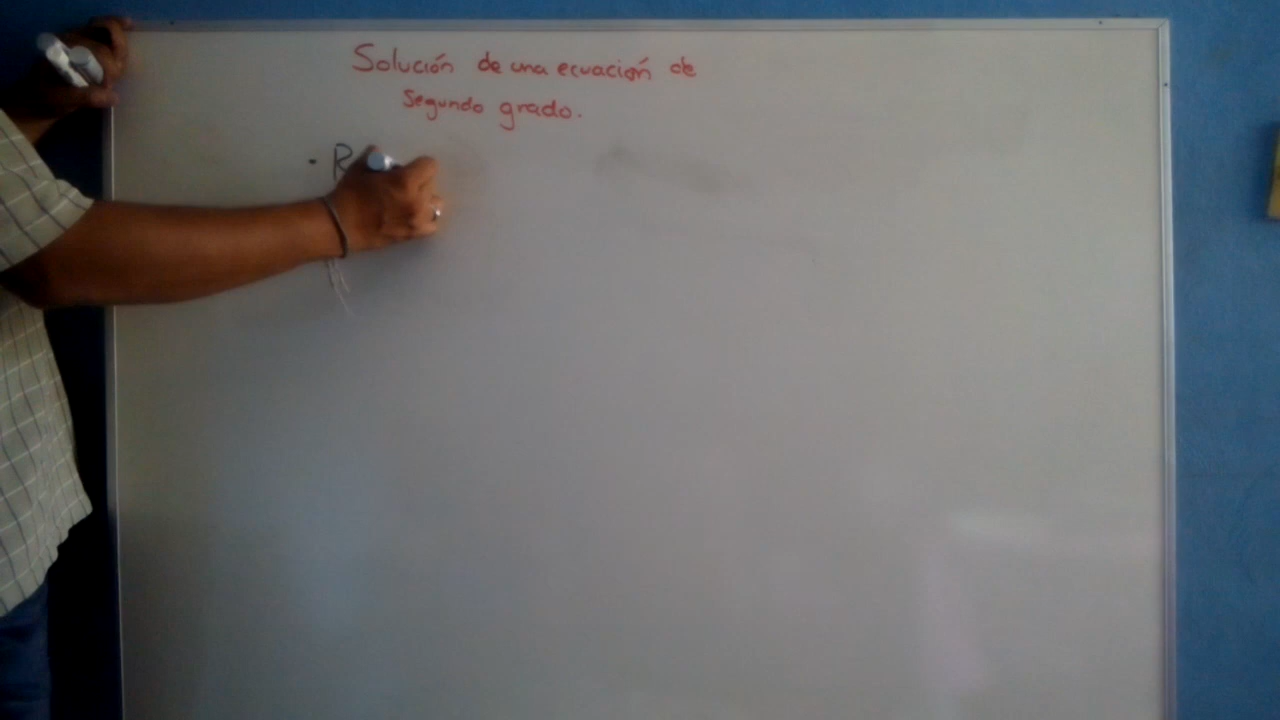 Solución de una ecuación de
Segundo grado.
· R